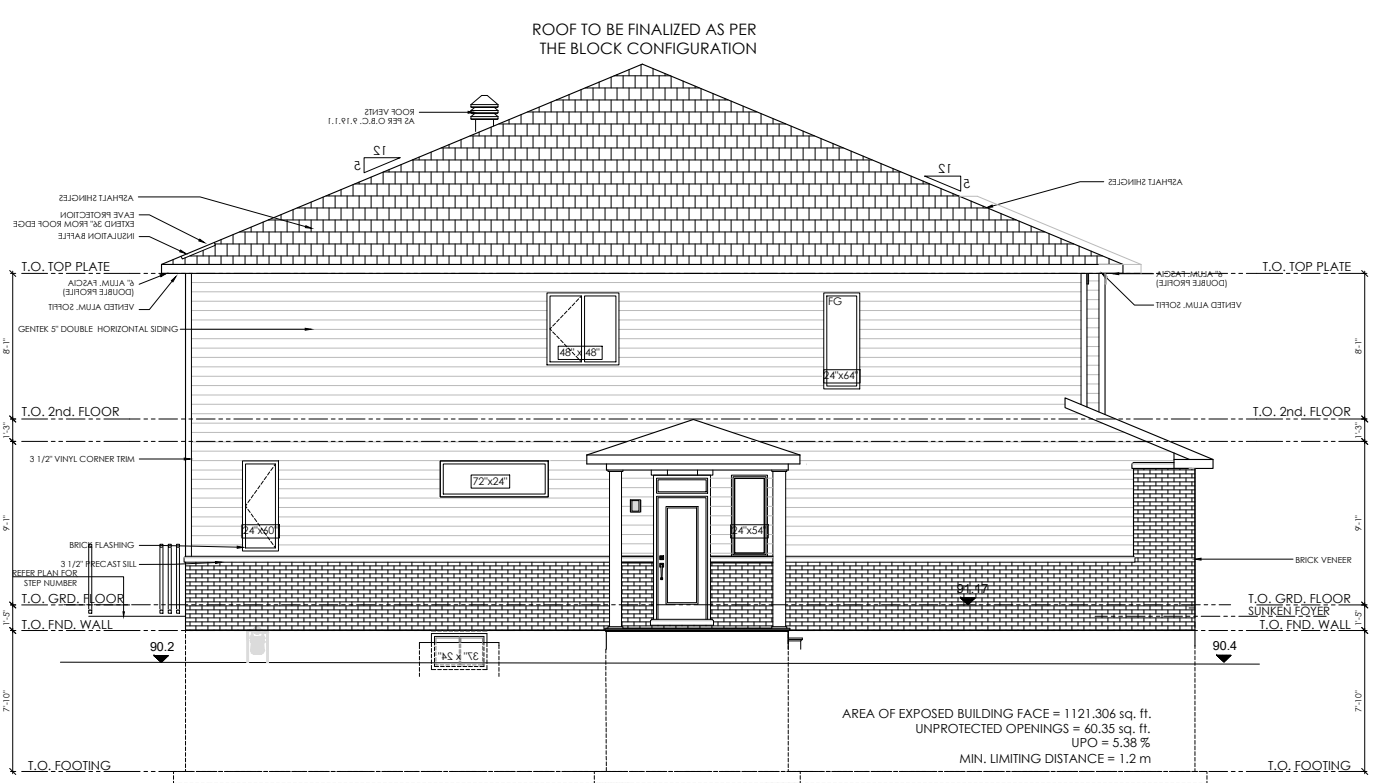 ROOF TO BE FINALIZED AS PER
THE BLOCK CONFIGURATION
ROOF VENTS
AS PER O.B.C. 9.19.1.1
12
5
12
5
ASPHALT SHINGLES
ASPHALT SHINGLES
EAVE PROTECTION
EXTEND 36" FROM ROOF EDGE
INSULATION BAFFLE
T.O. TOP PLATE
T.O. TOP PLATE
6" ALUM. FASCIA
(DOUBLE PROFILE)
6" ALUM. FASCIA
(DOUBLE PROFILE)
VENTED ALUM. SOFFIT
VENTED ALUM. SOFFIT
FG
GENTEK 5" DOUBLE HORIZONTAL SIDING
48" x 48"
24"x64"
8'-1"
8'-1"
T.O. 2nd. FLOOR
T.O. 2nd. FLOOR
1'-3"
1'-3"
3 1/2" VINYL CORNER TRIM
72"x24"
24"x60"
24"x54"
9'-1"
9'-1"
BRICK FLASHING
3 1/2" PRECAST SILL
BRICK VENEER
REFER PLAN FOR
STEP NUMBER
91.17
T.O. GRD. FLOOR
T.O. GRD. FLOOR
SUNKEN FOYER
1'-5"
1'-5"
T.O. FND. WALL
T.O. FND. WALL
90.2
37" x 24"
90.4
7'-10"
7'-10"
AREA OF EXPOSED BUILDING FACE = 1121.306 sq. ft.
UNPROTECTED OPENINGS = 60.35 sq. ft.
UPO = 5.38 %
MIN. LIMITING DISTANCE = 1.2 m
T.O. FOOTING
T.O. FOOTING